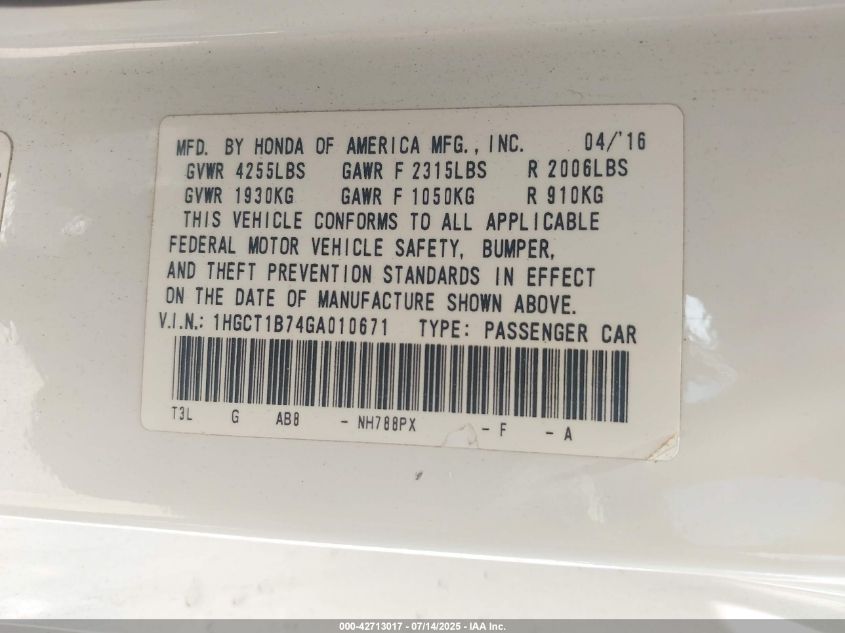 MFD. BY HONDA OF AMERICA MFG., INC. 04/'16
GVWR 4255LBS GAWR F 2315LBS R 2006LBS
GVWR 1930KG GAWR F 1050KG R 910KG
THIS VEHICLE CONFORMS TO ALL APPLICABLE
FEDERAL MOTOR VEHICLE SAFETY, BUMPER,
AND THEFT PREVENTION STANDARDS IN EFFECT
ON THE DATE OF MANUFACTURE SHOWN ABOVE.
V.I.N.: 1HGCT1B74GA010671 TYPE: PASSENGER CAR
T3L G AB8 - NH788PX - F - A
000-42713017 - 07/14/2025 - IAA Inc.